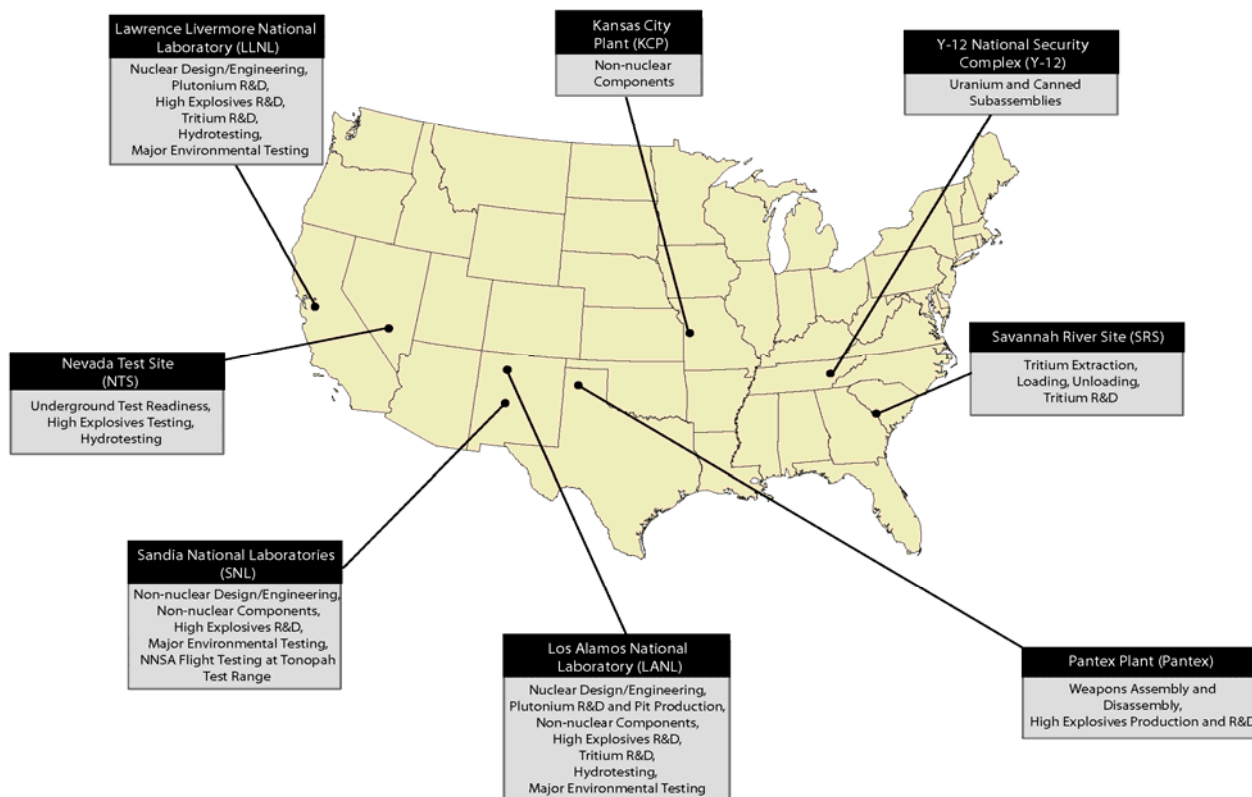 Lawrence Livermore National
Laboratory (LLNL)
Nuclear Design/Engineering,
Plutonium R&D,
High Explosives R&D,
Tritium R&D,
Hydrotesting,
Major Environmental Testing
Kansas City
Plant (KCP)
Non-nuclear
Components
Y-12 National Security
Complex (Y-12)
Uranium and Canned
Subassemblies
Nevada Test Site
(NTS)
Underground Test Readiness,
High Explosives Testing,
Hydrotesting
Savannah River Site (SRS)
Tritium Extraction,
Loading, Unloading,
Tritium R&D
Sandia National Laboratories
(SNL)
Non-nuclear Design/Engineering,
Non-nuclear Components,
High Explosives R&D,
Major Environmental Testing,
NNSA Flight Testing at Tonopah
Test Range
Los Alamos National
Laboratory (LANL)
Nuclear Design/Engineering,
Plutonium R&D and Pit Production,
Non-nuclear Components,
High Explosives R&D,
Tritium R&D,
Hydrotesting,
Major Environmental Testing
Pantex Plant (Pantex)
Weapons Assembly and
Disassembly,
High Explosives Production and R&D